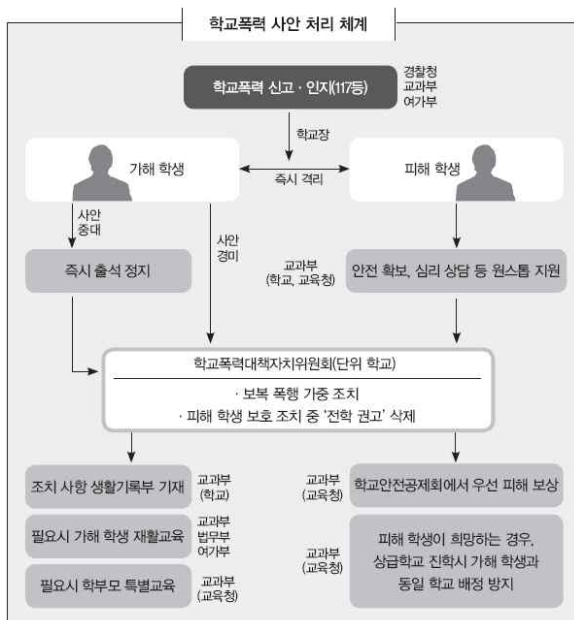 학교폭력 사안 처리 체계
학교폭력 신고·인지(117등)
경찰청
교과부
여가부
학교장
가해 학생
즉시 격리
피해 학생
사안
중대
사안
경미
즉시 출석 정지
교과부
(학교, 교육청)
안전 확보, 심리 상담 등 원스톱 지원
학교폭력대책자치위원회(단위 학교)
· 보복 폭행 가중 조치
· 피해 학생 보호 조치 중 '전학 권고' 삭제
조치 사항 생활기록부 기재
교과부
(학교)
교과부
(교육청)
학교안전공제회에서 우선 피해 보상
필요시 가해 학생 재활교육
교과부
법무부
여가부
필요시 학부모 특별교육
교과부
(교육청)
교과부
(교육청)
피해 학생이 희망하는 경우,
상급학교 진학시 가해 학생과
동일 학교 배정 방지